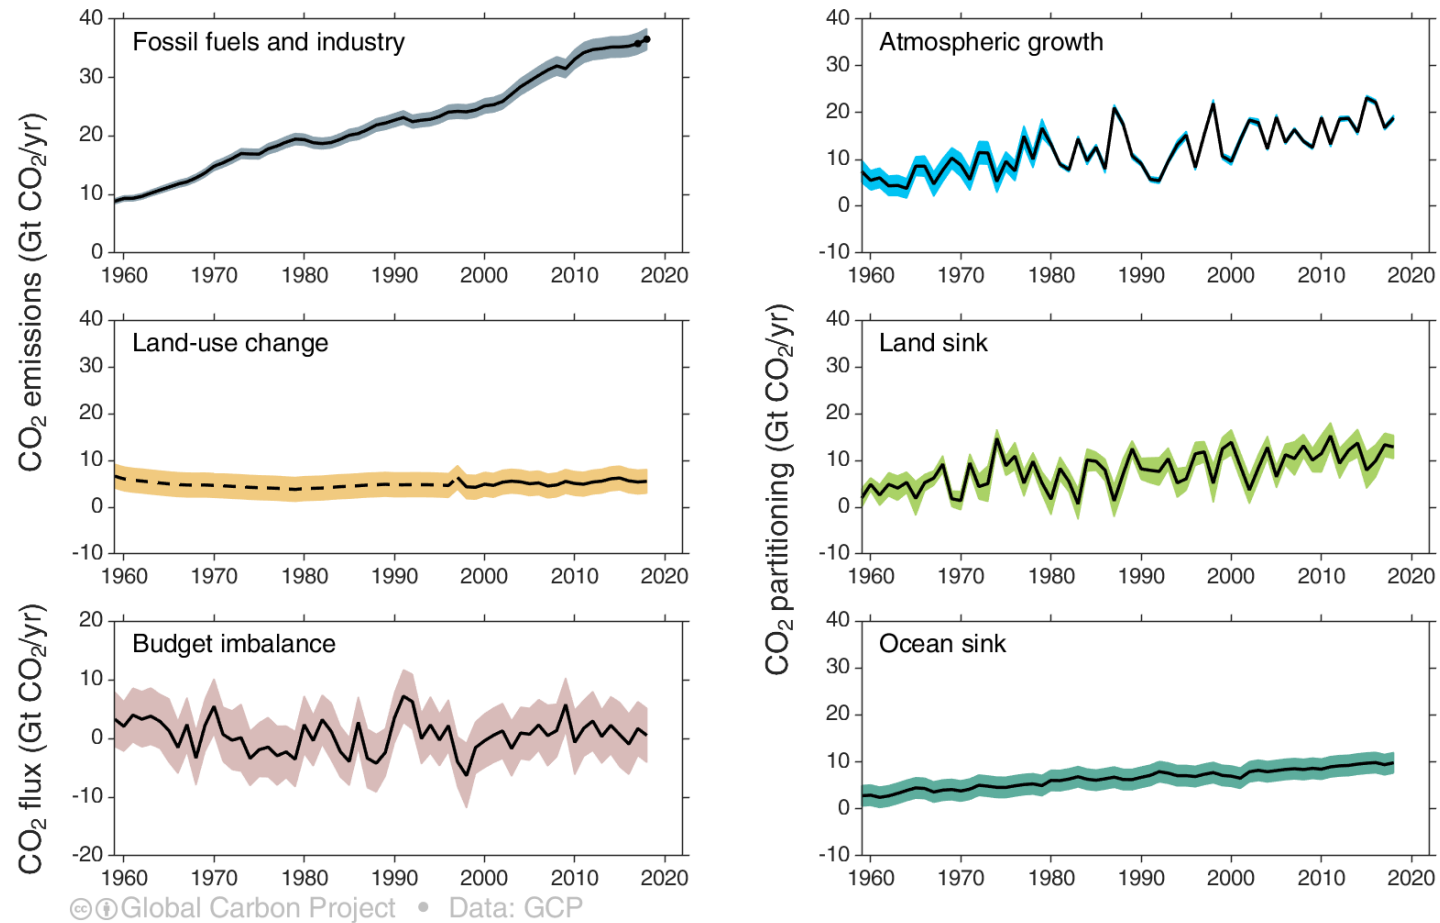 CO2 emissions (Gt CO2/yr)
Fossil fuels and industry
40
30
20
10
0
1960 1970 1980 1990 2000 2010 2020
Land-use change
40
30
20
10
0
-10
1960 1970 1980 1990 2000 2010 2020
CO2 flux (Gt CO2/yr)
Budget imbalance
20
10
0
-10
-20
1960 1970 1980 1990 2000 2010 2020
CO2 partitioning (Gt CO2/yr)
Atmospheric growth
40
30
20
10
0
-10
1960 1970 1980 1990 2000 2010 2020
Land sink
40
30
20
10
0
-10
1960 1970 1980 1990 2000 2010 2020
Ocean sink
40
30
20
10
0
-10
1960 1970 1980 1990 2000 2010 2020
cc Global Carbon Project • Data: GCP